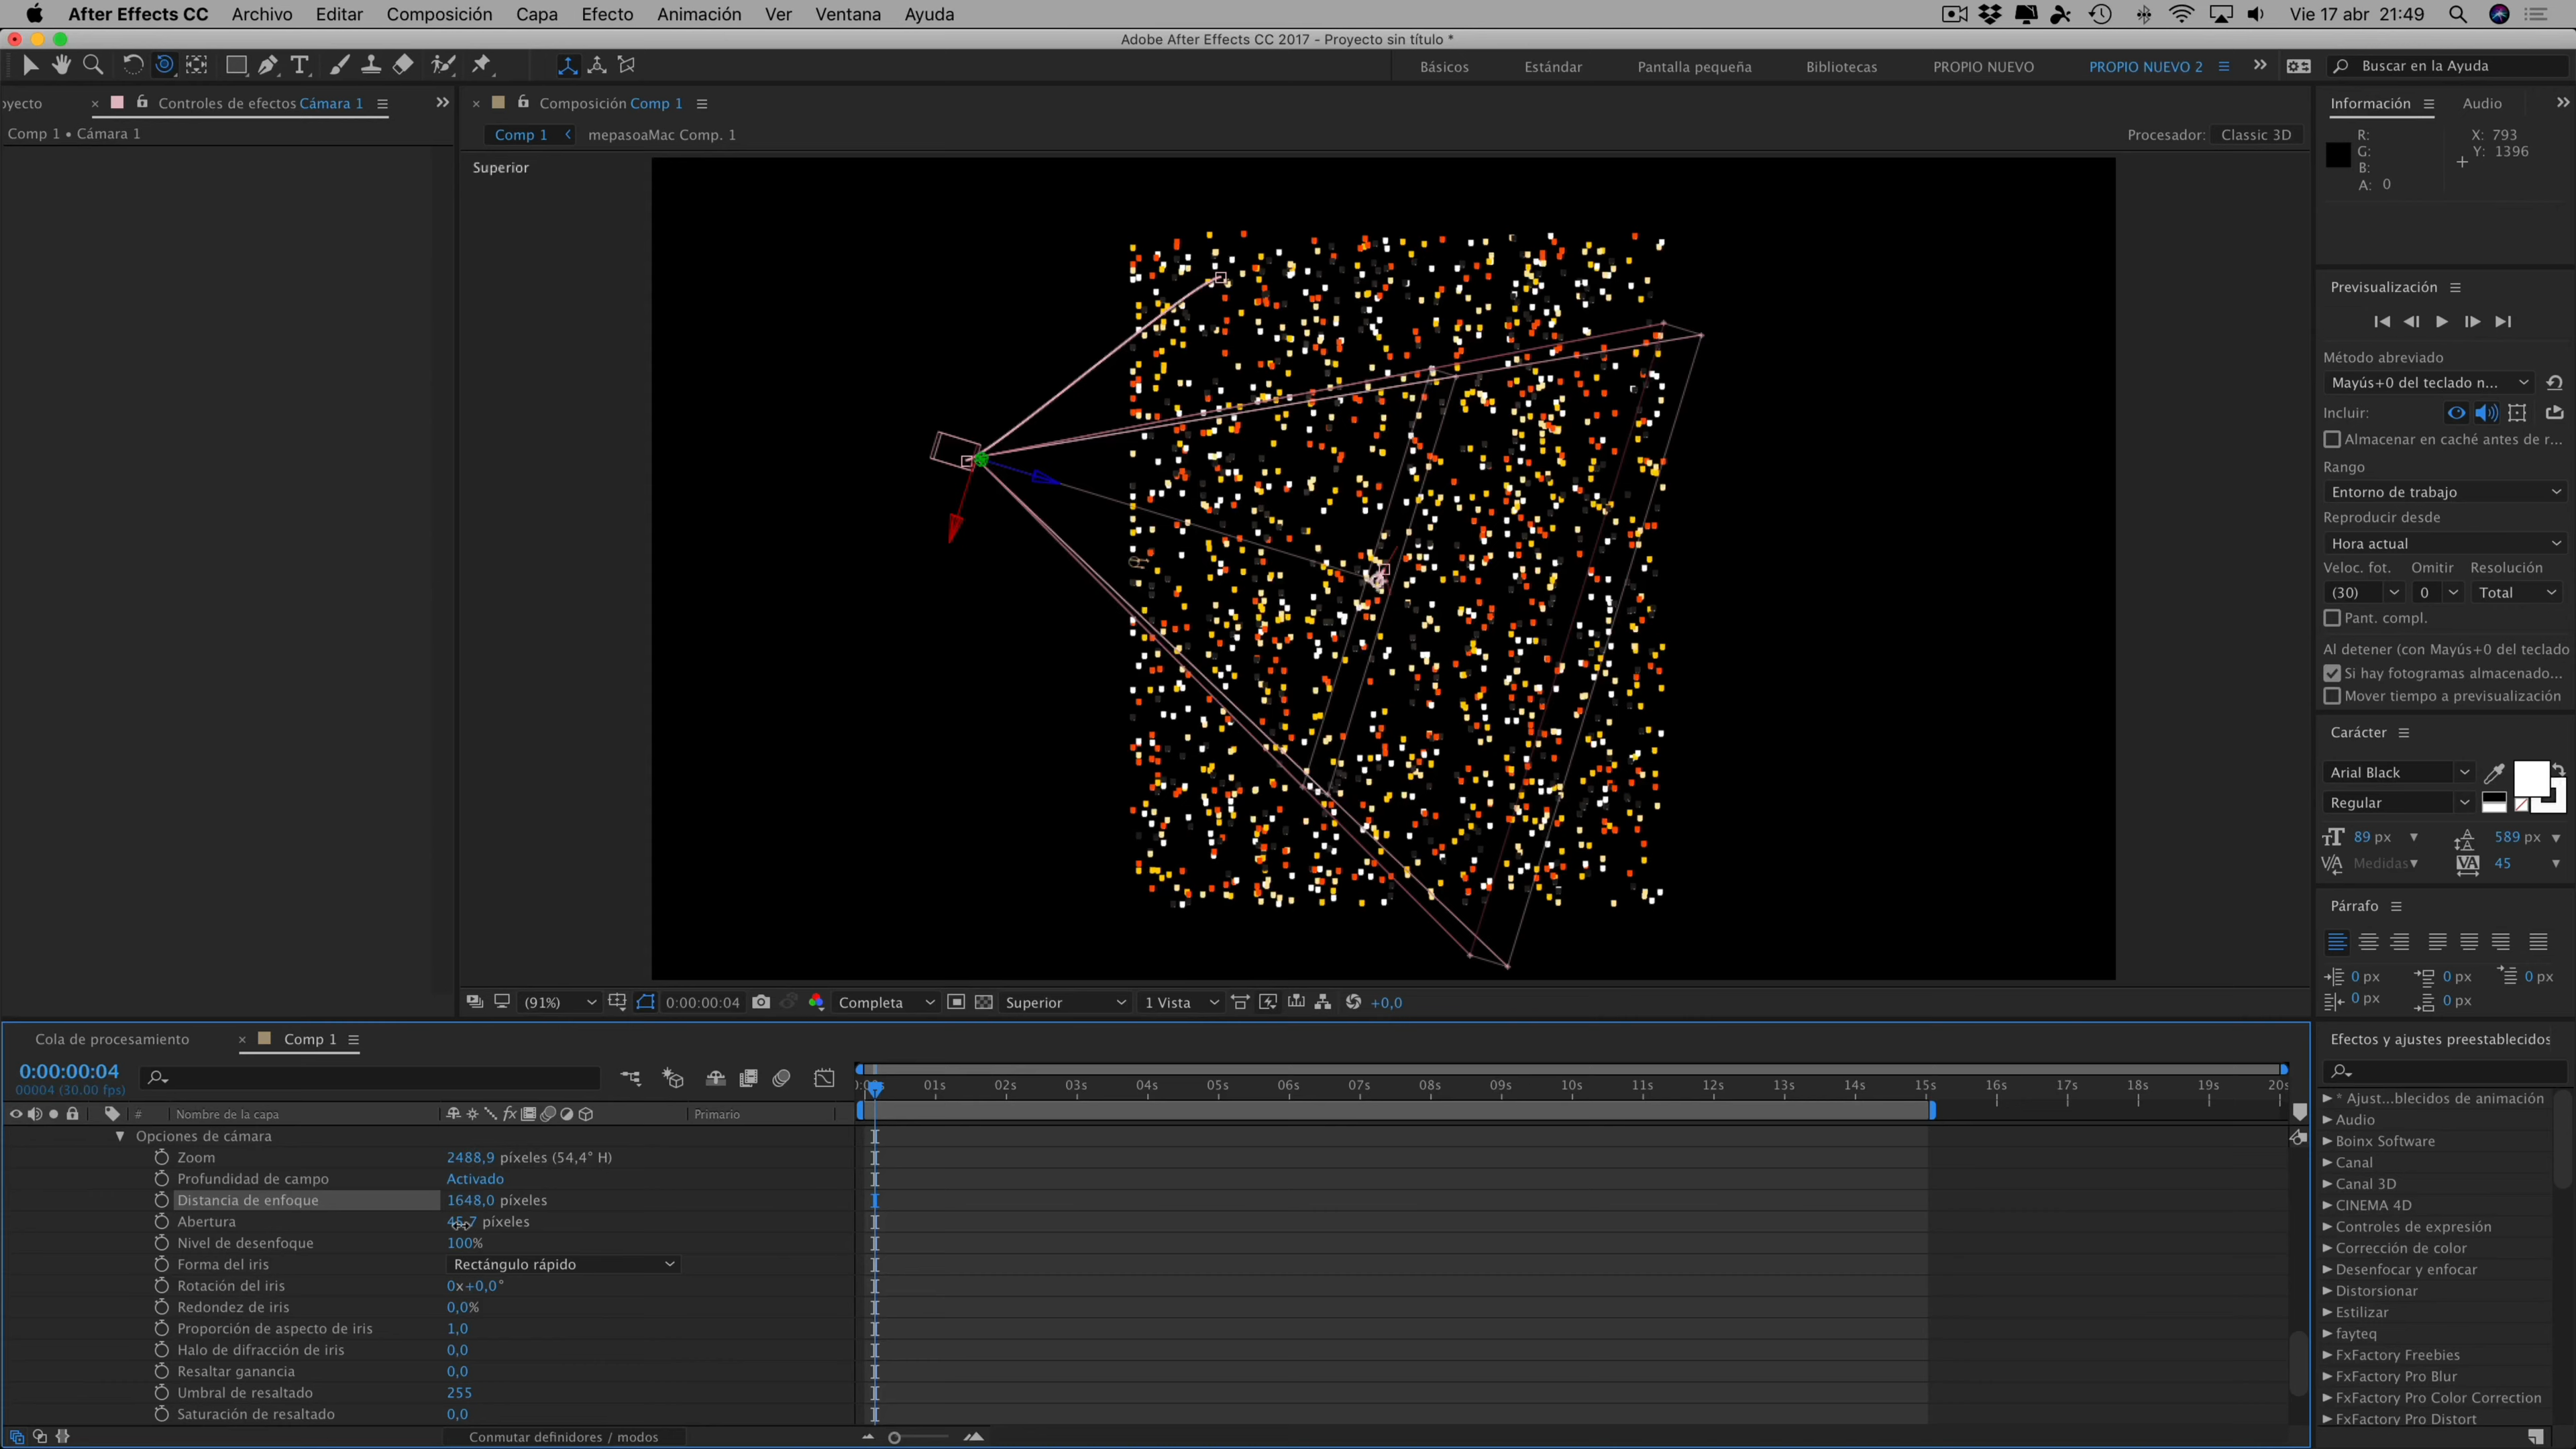 After Effects CC Archivo Editar Composición Capa Efecto Animación Ver Ventana Ayuda Vie 17 abr 21:49
Adobe After Effects CC 2017 - Proyecto sin título *
Básicos Estándar Pantalla pequeña Bibliotecas PROPIO NUEVO PROPIO NUEVO 2 Buscar en la Ayuda
oyecto Controles de efectos Cámara 1 Composición Comp 1 Información Audio
Comp 1 • Cámara 1
Comp 1 mepasoaMac Comp. 1 Procesador: Classic 3D
R: X: 793
G: Y: 1396
B:
A: 0
Superior
Previsualización
Método abreviado
Mayús+0 del teclado n...
Incluir:
Almacenar en caché antes de r...
Rango
Entorno de trabajo
Reproducir desde
Hora actual
Veloc. fot. Omitir Resolución
(30) 0 Total
Pant. compl.
Al detener (con Mayús+0 del teclado
Si hay fotogramas almacenado...
Mover tiempo a previsualización
Carácter
Arial Black
Regular
89 px 589 px
Medidas 45
Párrafo
0 px 0 px 0 px
0 px 0 px
(91%) 0:00:00:04 Completa Superior 1 Vista +0,0
Cola de procesamiento Comp 1
0:00:00:04
00004 (30.00 fps)
01s 02s 03s 04s 05s 06s 07s 08s 09s 10s 11s 12s 13s 14s 15s 16s 17s 18s 19s 20s
# Nombre de la capa Primario
Opciones de cámara
Zoom 2488,9 píxeles (54,4° H)
Profundidad de campo Activado
Distancia de enfoque 1648,0 píxeles
Abertura píxeles
Nivel de desenfoque 100%
Forma del iris Rectángulo rápido
Rotación del iris 0x+0,0°
Redondez de iris 0,0%
Proporción de aspecto de iris 1,0
Halo de difracción de iris 0,0
Resaltar ganancia 0,0
Umbral de resaltado 255
Saturación de resaltado 0,0
Conmutar definidores / modos
Efectos y ajustes preestablecidos
* Ajust...blecidos de animación
Audio
Boinx Software
Canal
Canal 3D
CINEMA 4D
Controles de expresión
Corrección de color
Desenfocar y enfocar
Distorsionar
Estilizar
fayteq
FxFactory Freebies
FxFactory Pro Blur
FxFactory Pro Color Correction
FxFactory Pro Distort